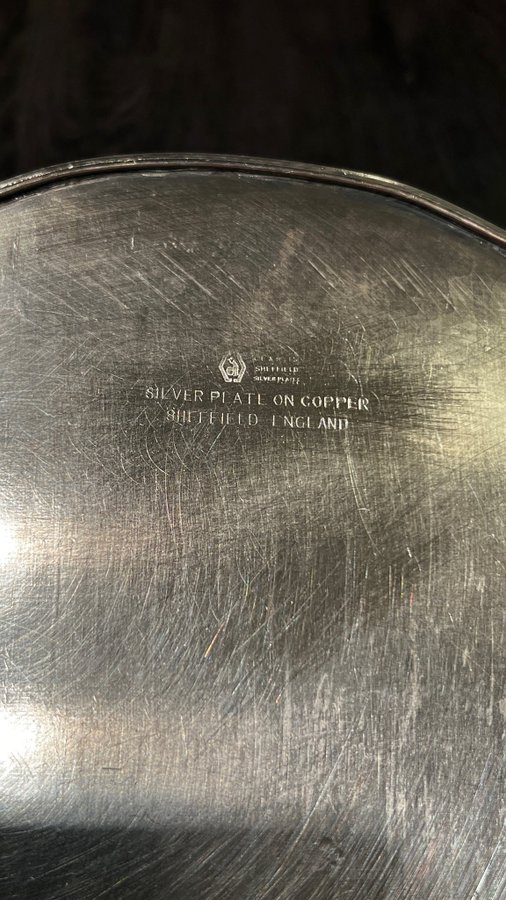 SHEFFIELD
SILVER PLATE
SILVER PLATE ON COPPER
SHEFFIELD ENGLAND